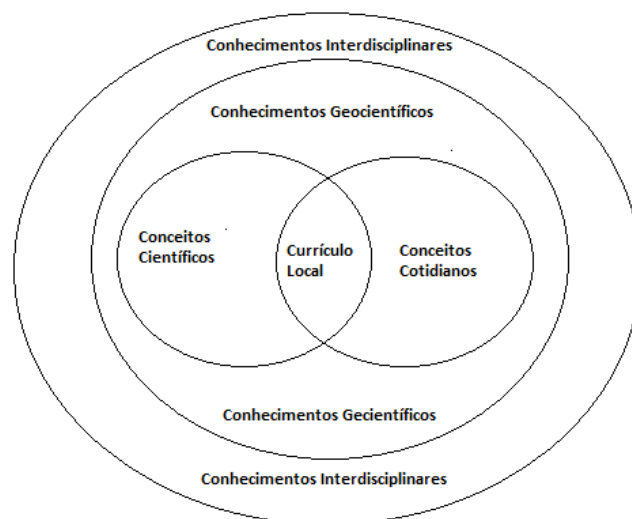 Conhecimentos Interdisciplinares
Conhecimentos Geocientíficos
Conceitos
Científicos
Currículo
Local
Conceitos
Cotidianos
Conhecimentos Gecientíficos
Conhecimentos Interdisciplinares